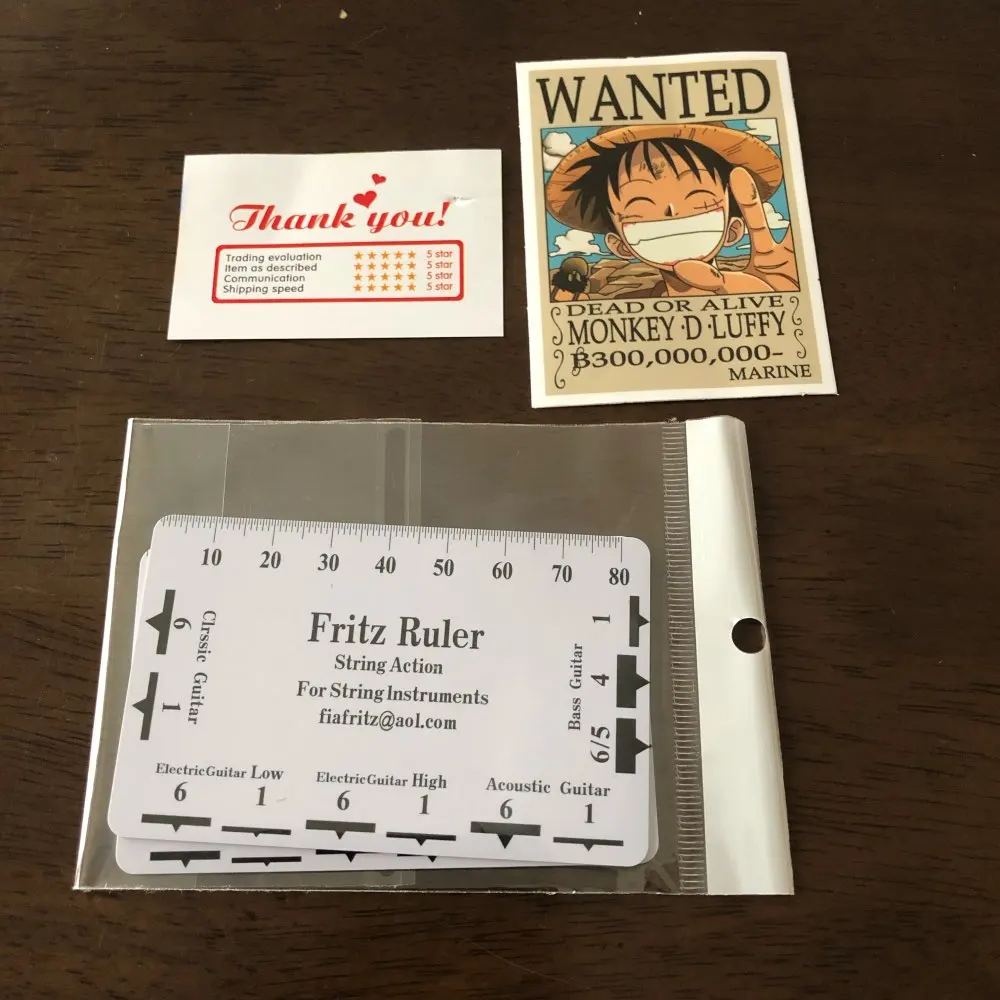 Thank you!
Trading evaluation ★★★★★ 5 star
Item as described ★★★★★ 5 star
Communication ★★★★★ 5 star
Shipping speed ★★★★★ 5 star
WANTED
DEAD OR ALIVE
MONKEY·D·LUFFY
฿300,000,000-
MARINE
10 20 30 40 50 60 70 80
Fritz Ruler
String Action
For String Instruments
fiafritz@aol.com
6 1
Clrssic Guitar
1 4 6/5
Bass Guitar
ElectricGuitar Low
6 1
ElectricGuitar High
6 1
Acoustic Guitar
6 1